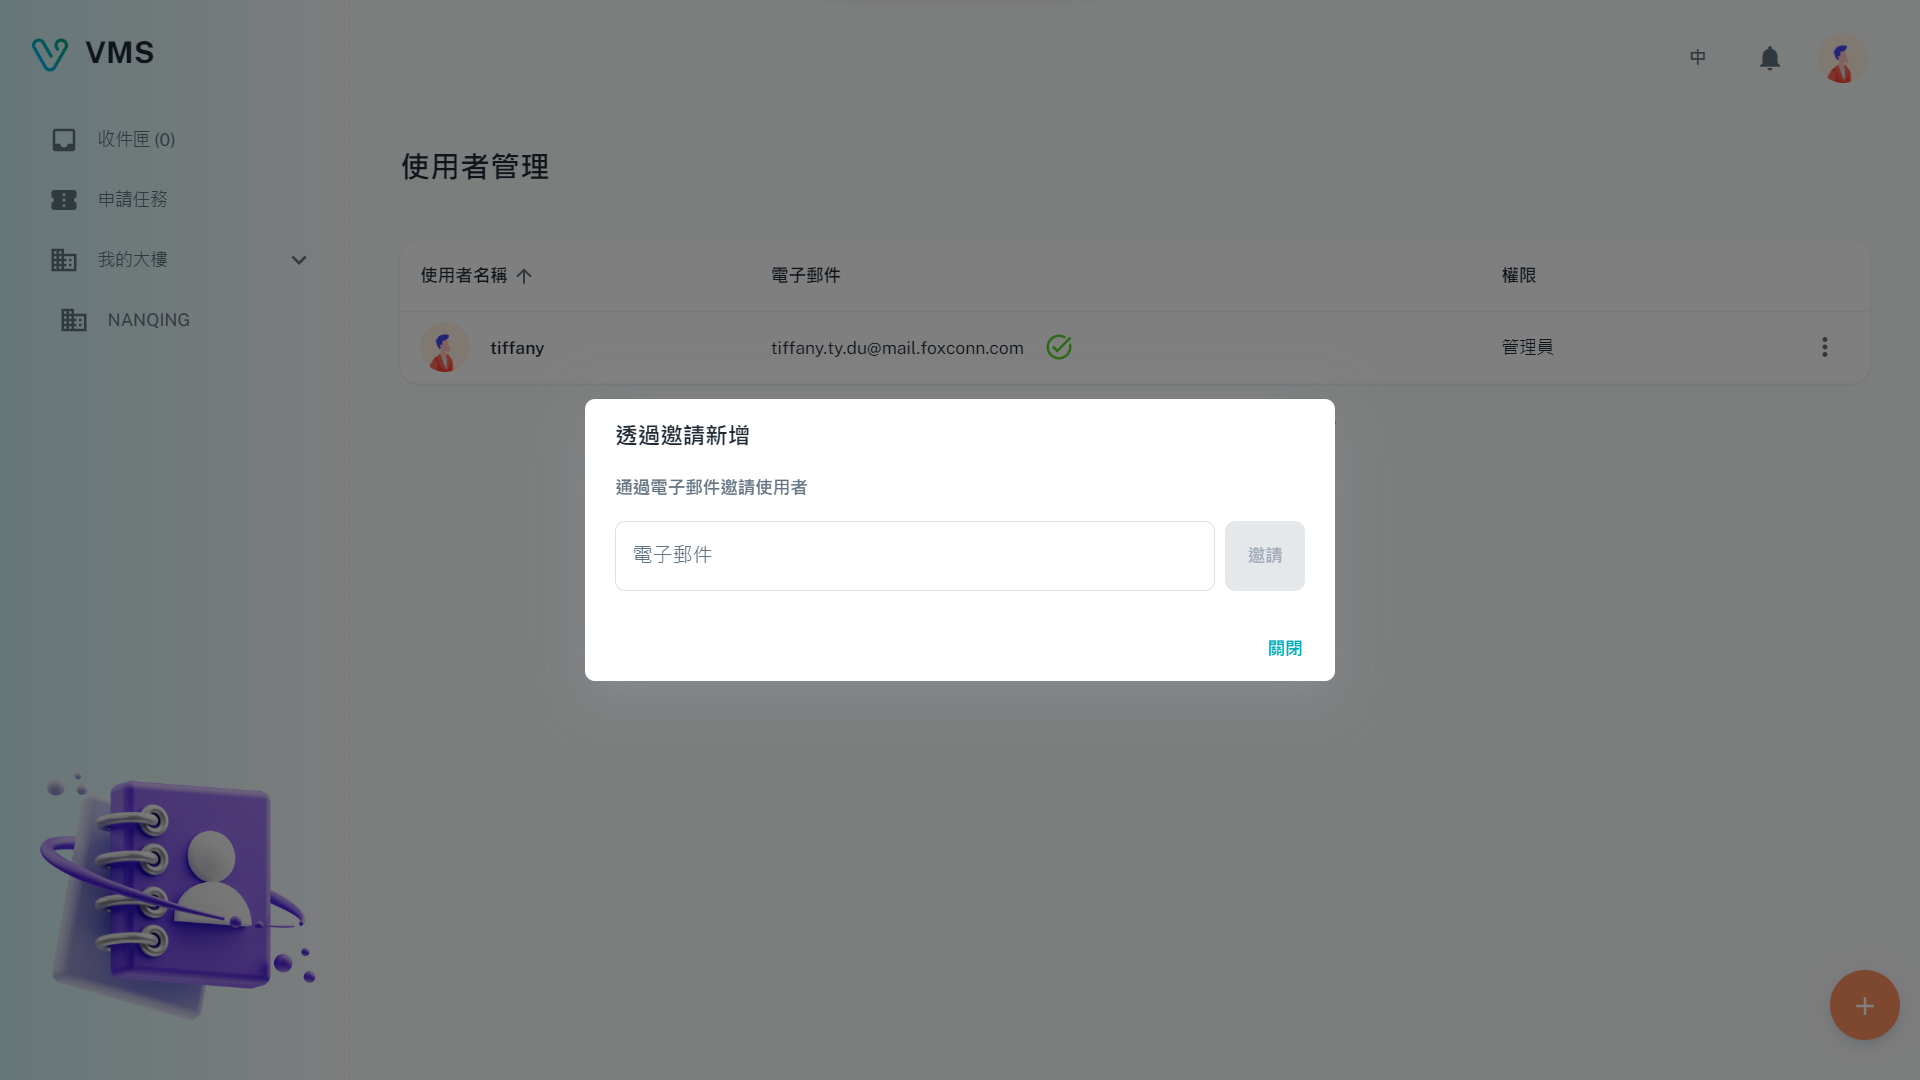 VMS
中
收件匣 (0)
申請任務
我的大樓
NANQING
使用者管理
使用者名稱
電子郵件
權限
tiffany
tiffany.ty.du@mail.foxconn.com
管理員
透過邀請新增
通過電子郵件邀請使用者
電子郵件
邀請
關閉